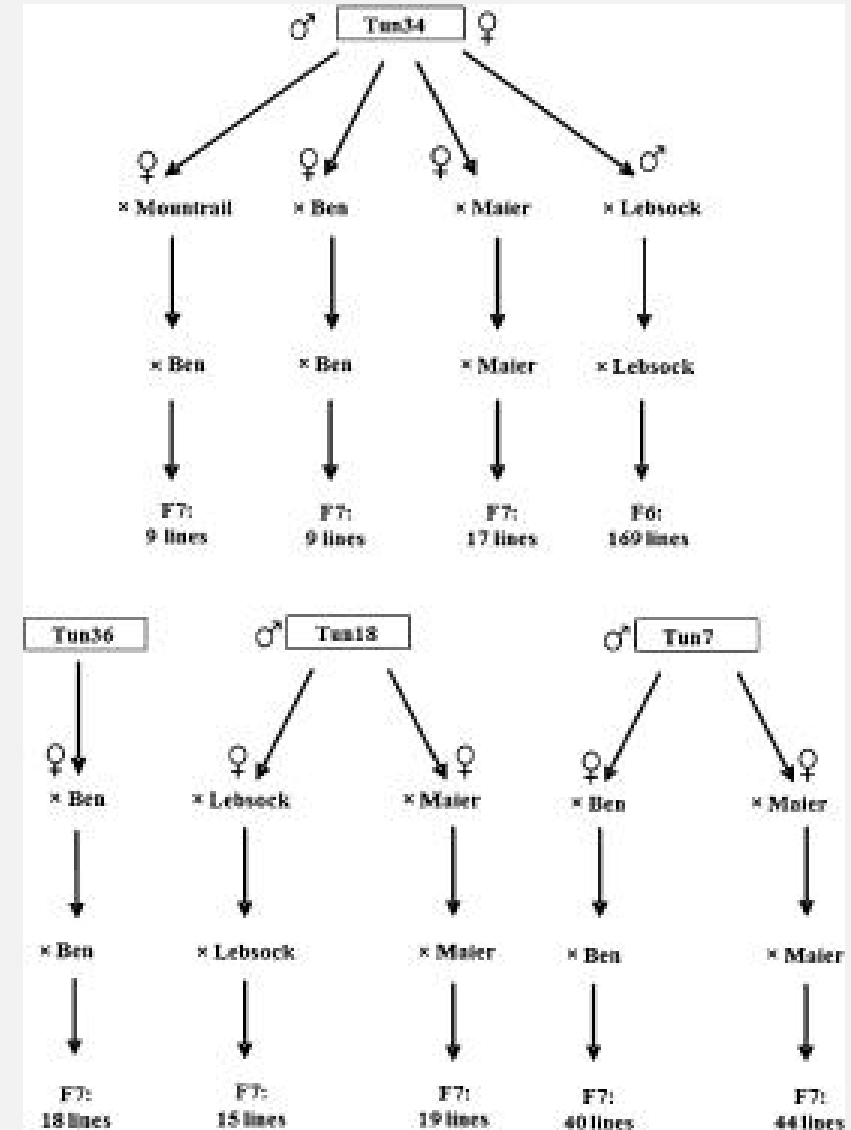 ♂ Tun34 ♀
♀ ♀ ♀ ♂
× Mountrail × Ben × Maier × Lebsock
× Ben × Ben × Maier × Lebsock
F7: F7: F7: F6:
9 lines 9 lines 17 lines 169 lines
Tun36 ♂ Tun18 ♂ Tun7
♀ ♀ ♀ ♀ ♀
× Ben × Lebsock × Maier × Ben × Maier
× Ben × Lebsock × Maier × Ben × Maier
F7: F7: F7: F7: F7:
18 lines 15 lines 19 lines 40 lines 44 lines